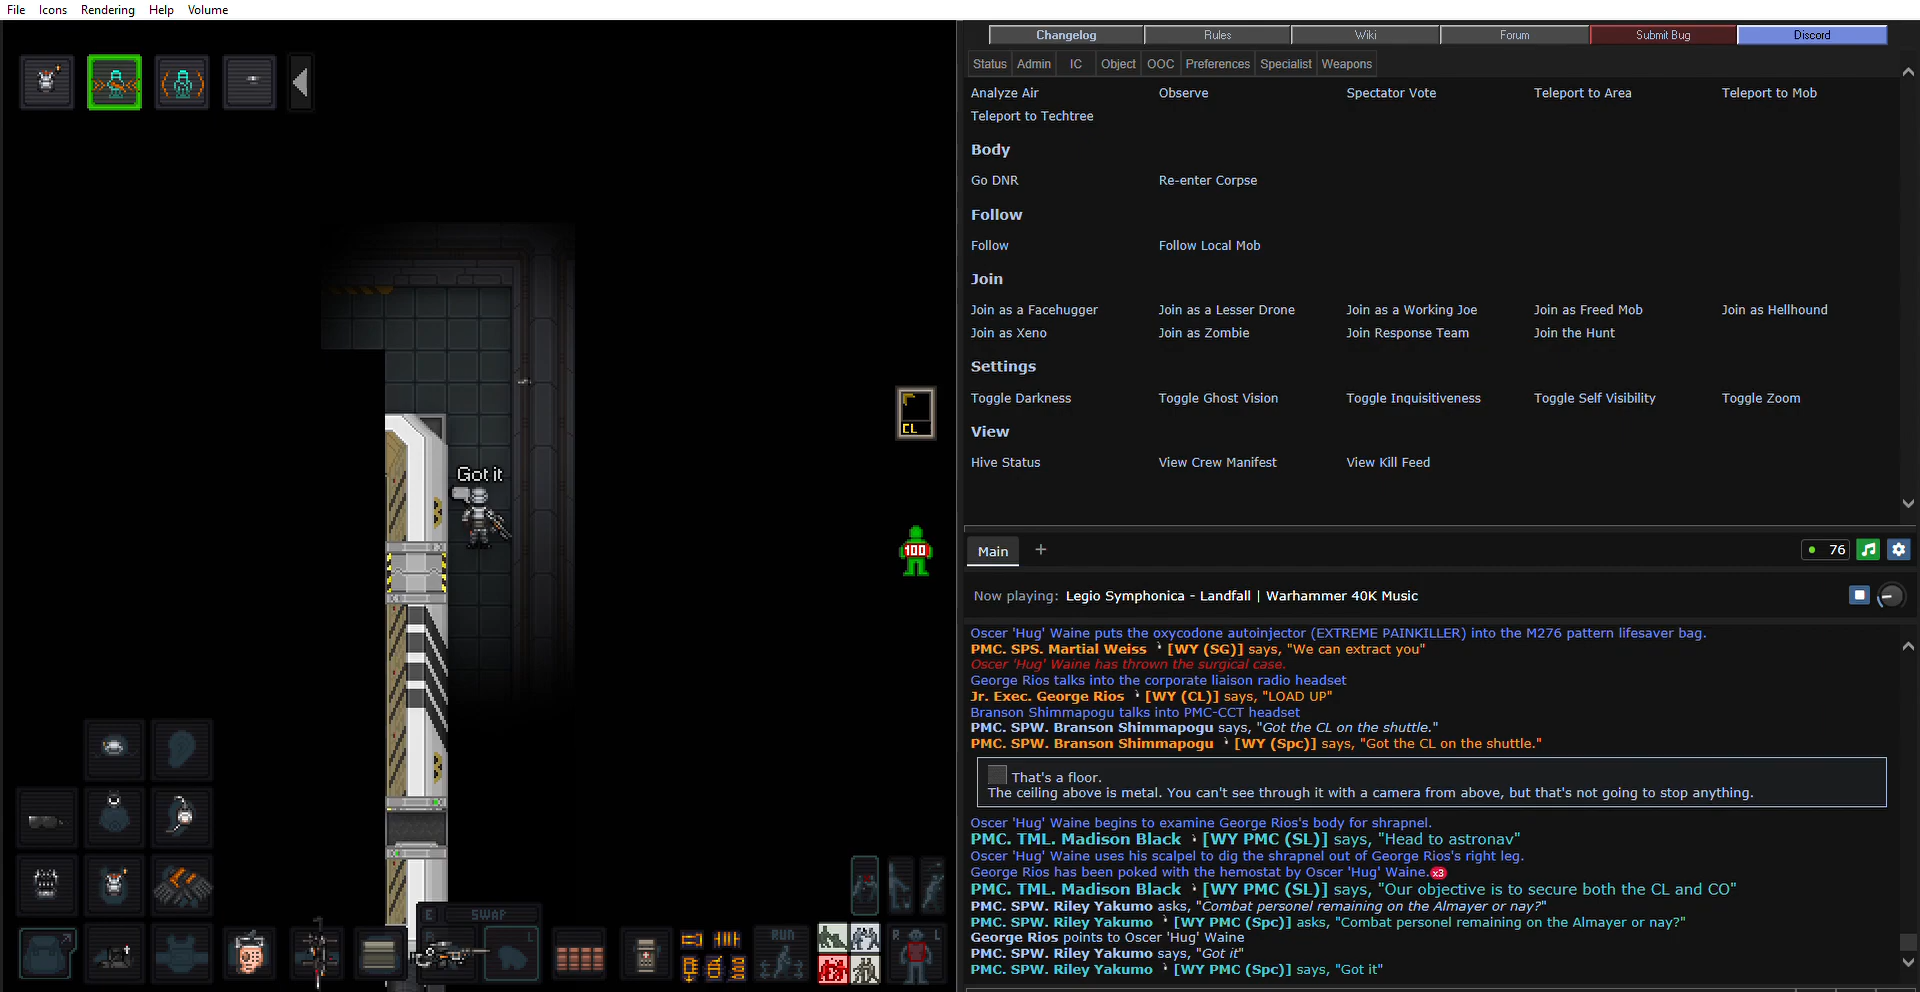 File Icons Rendering Help Volume
Changelog Rules Wiki Forum Submit Bug Discord
Status Admin IC Object OOC Preferences Specialist Weapons
Analyze Air Observe Spectator Vote Teleport to Area Teleport to Mob
Teleport to Techtree
Body
Go DNR Re-enter Corpse
Follow
Follow Follow Local Mob
Join
Join as a Facehugger Join as a Lesser Drone Join as a Working Joe Join as Freed Mob Join as Hellhound
Join as Xeno Join as Zombie Join Response Team Join the Hunt
Settings
Toggle Darkness Toggle Ghost Vision Toggle Inquisitiveness Toggle Self Visibility Toggle Zoom
View
Hive Status View Crew Manifest View Kill Feed
CL
Got it
100
Main + 76
Now playing: Legio Symphonica - Landfall | Warhammer 40K Music
Oscer 'Hug' Waine puts the oxycodone autoinjector (EXTREME PAINKILLER) into the M276 pattern lifesaver bag.
PMC. SPS. Martial Weiss [WY (SG)] says, "We can extract you"
Oscer 'Hug' Waine has thrown the surgical case.
George Rios talks into the corporate liaison radio headset
Jr. Exec. George Rios [WY (CL)] says, "LOAD UP"
Branson Shimmapogu talks into PMC-CCT headset
PMC. SPW. Branson Shimmapogu says, "Got the CL on the shuttle."
PMC. SPW. Branson Shimmapogu [WY (Spc)] says, "Got the CL on the shuttle."
That's a floor.
The ceiling above is metal. You can't see through it with a camera from above, but that's not going to stop anything.
Oscer 'Hug' Waine begins to examine George Rios's body for shrapnel.
PMC. TML. Madison Black [WY PMC (SL)] says, "Head to astronav"
Oscer 'Hug' Waine uses his scalpel to dig the shrapnel out of George Rios's right leg.
George Rios has been poked with the hemostat by Oscer 'Hug' Waine. x3
PMC. TML. Madison Black [WY PMC (SL)] says, "Our objective is to secure both the CL and CO"
PMC. SPW. Riley Yakumo asks, "Combat personel remaining on the Almayer or nay?"
PMC. SPW. Riley Yakumo [WY PMC (Spc)] asks, "Combat personel remaining on the Almayer or nay?"
George Rios points to Oscer 'Hug' Waine
PMC. SPW. Riley Yakumo says, "Got it"
PMC. SPW. Riley Yakumo [WY PMC (Spc)] says, "Got it"
E SWAP
R L
RUN
R L